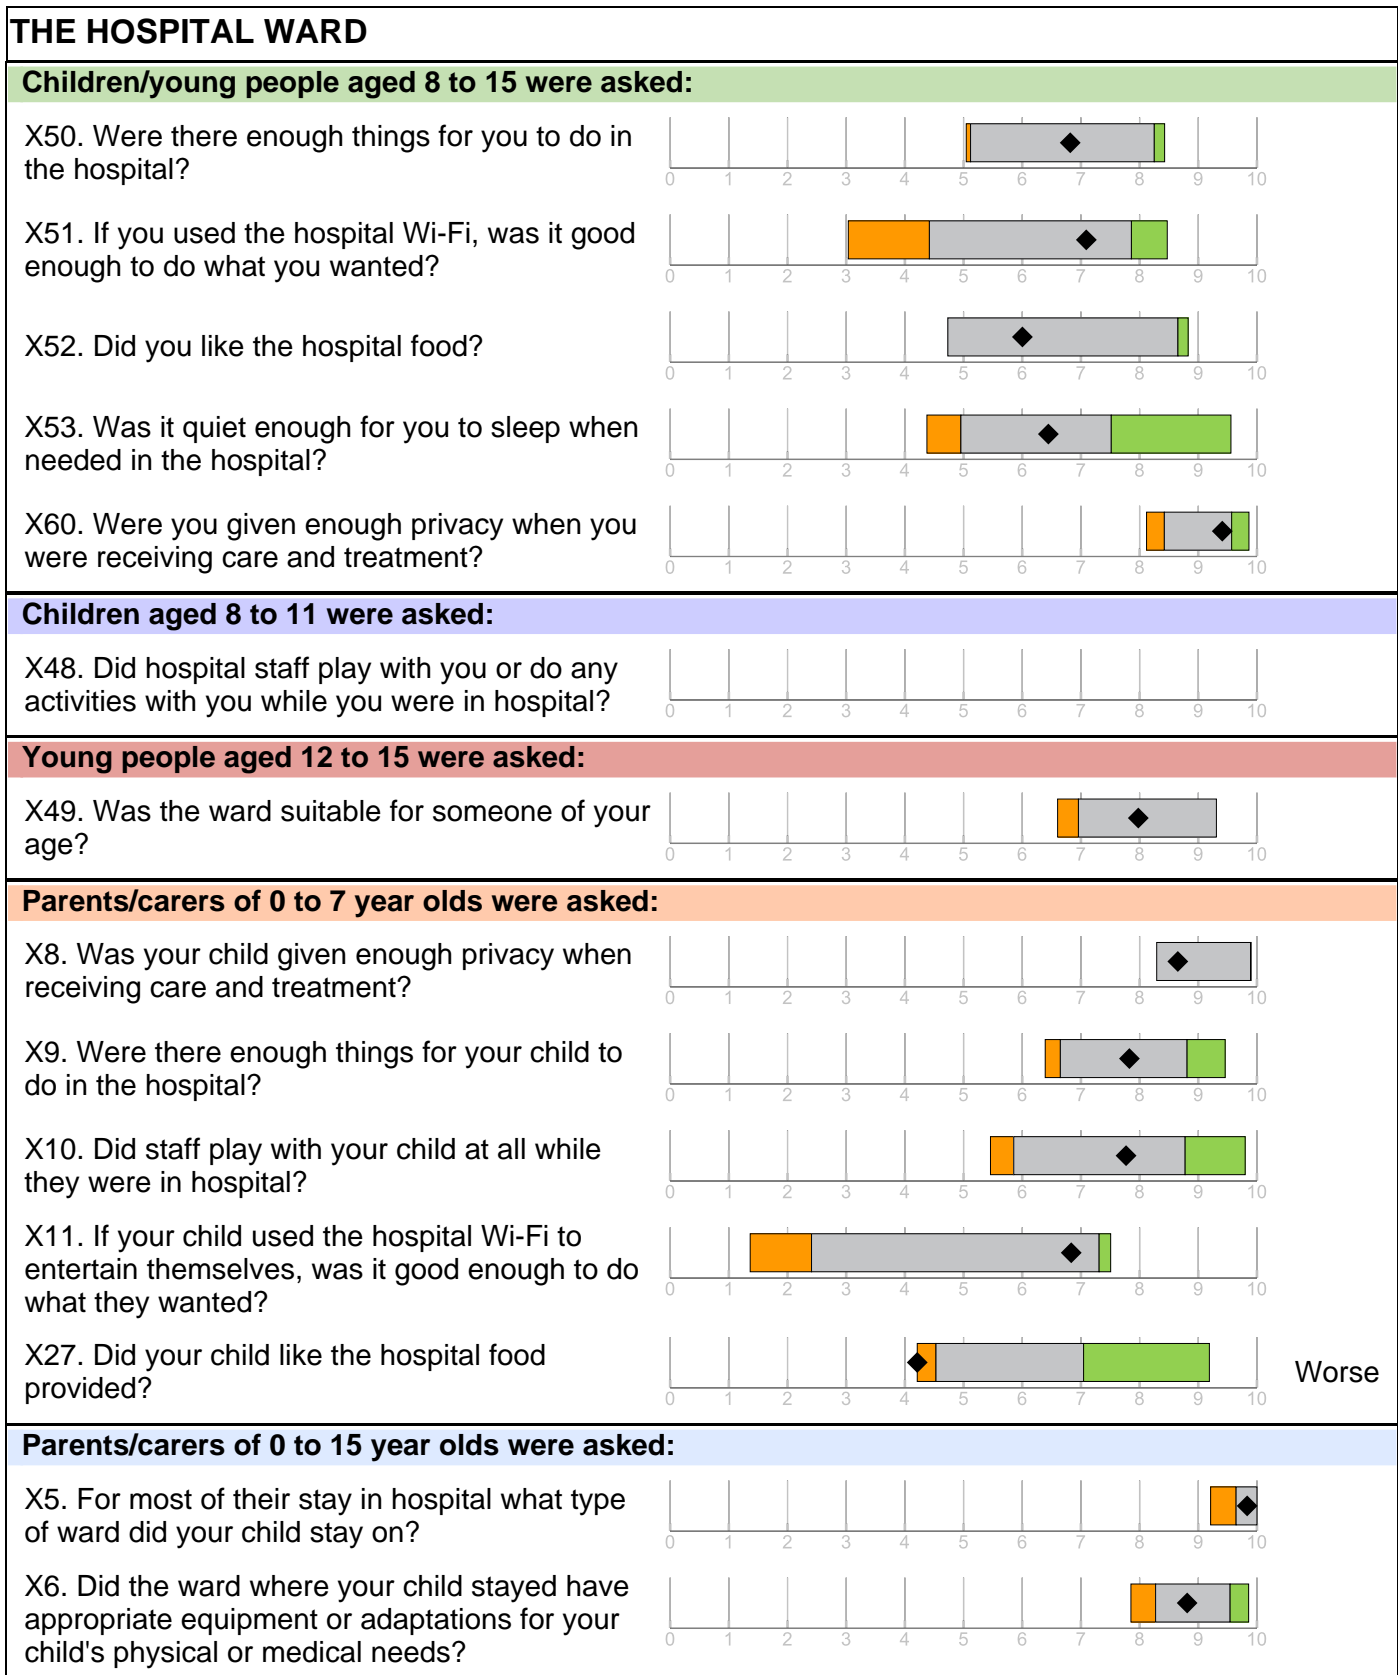 THE HOSPITAL WARD
Children/young people aged 8 to 15 were asked:
X50. Were there enough things for you to do in
the hospital?
0 1 2 3 4 5 6 7 8 9 10
X51. If you used the hospital Wi-Fi, was it good
enough to do what you wanted?
0 1 2 3 4 5 6 7 8 9 10
X52. Did you like the hospital food?
0 1 2 3 4 5 6 7 8 9 10
X53. Was it quiet enough for you to sleep when
needed in the hospital?
0 1 2 3 4 5 6 7 8 9 10
X60. Were you given enough privacy when you
were receiving care and treatment?
0 1 2 3 4 5 6 7 8 9 10
Children aged 8 to 11 were asked:
X48. Did hospital staff play with you or do any
activities with you while you were in hospital?
0 1 2 3 4 5 6 7 8 9 10
Young people aged 12 to 15 were asked:
X49. Was the ward suitable for someone of your
age?
0 1 2 3 4 5 6 7 8 9 10
Parents/carers of 0 to 7 year olds were asked:
X8. Was your child given enough privacy when
receiving care and treatment?
0 1 2 3 4 5 6 7 8 9 10
X9. Were there enough things for your child to
do in the hospital?
0 1 2 3 4 5 6 7 8 9 10
X10. Did staff play with your child at all while
they were in hospital?
0 1 2 3 4 5 6 7 8 9 10
X11. If your child used the hospital Wi-Fi to
entertain themselves, was it good enough to do
what they wanted?
0 1 2 3 4 5 6 7 8 9 10
X27. Did your child like the hospital food
provided?
Worse
0 1 2 3 4 5 6 7 8 9 10
Parents/carers of 0 to 15 year olds were asked:
X5. For most of their stay in hospital what type
of ward did your child stay on?
0 1 2 3 4 5 6 7 8 9 10
X6. Did the ward where your child stayed have
appropriate equipment or adaptations for your
child's physical or medical needs?
0 1 2 3 4 5 6 7 8 9 10